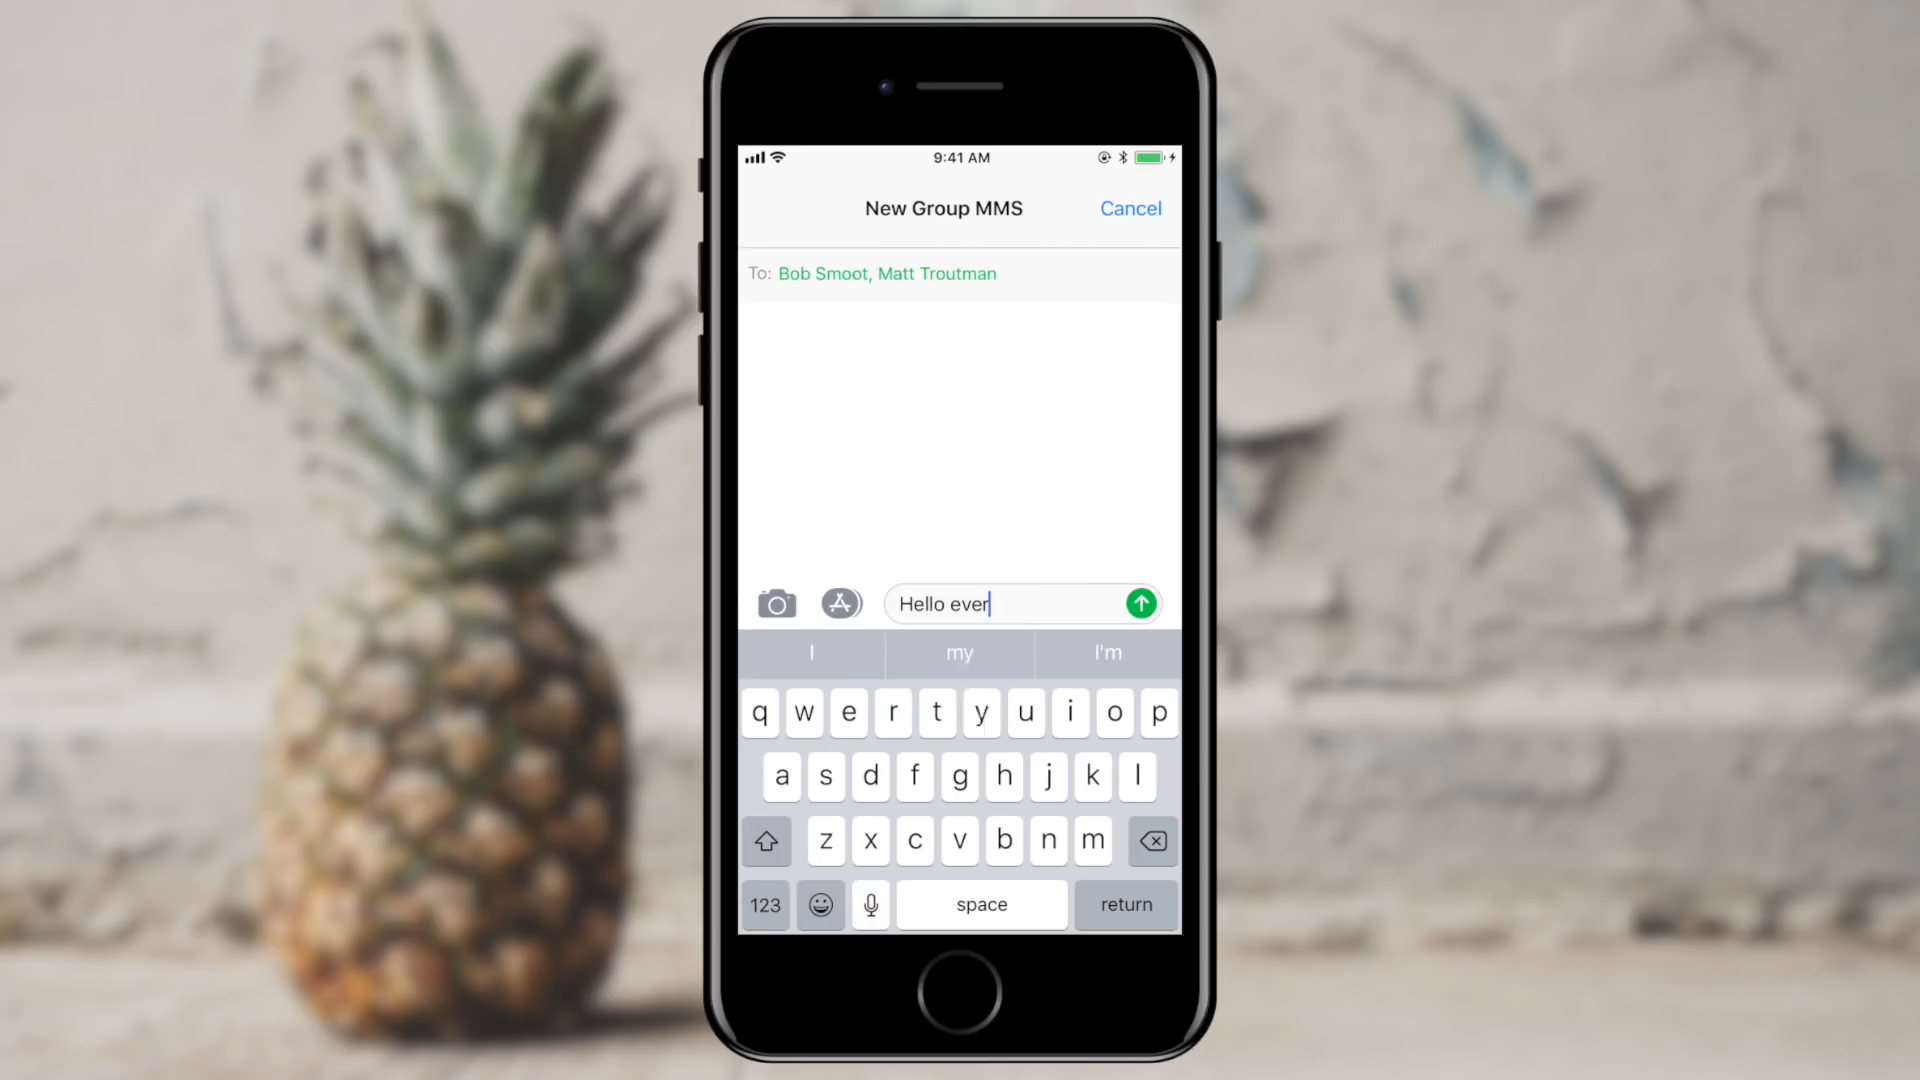 9:41 AM
New Group MMS Cancel
To: Bob Smoot, Matt Troutman
Hello ever
I my I'm
q w e r t y u i o p
a s d f g h j k l
z x c v b n m
123 space return